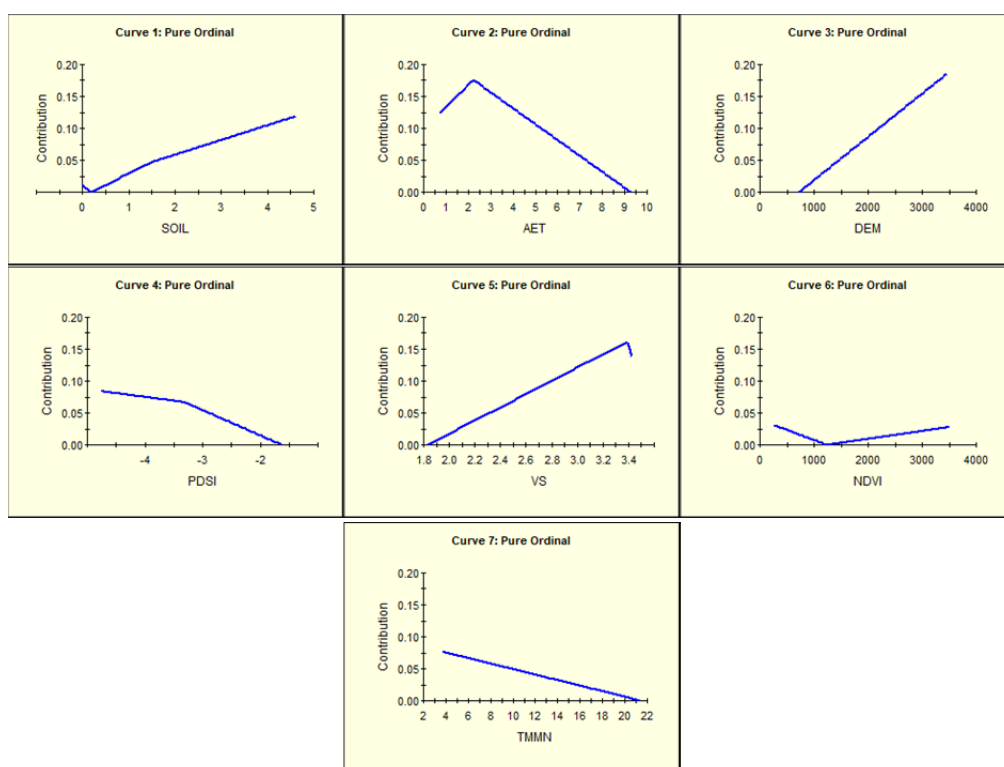 Curve 1: Pure Ordinal
0.20
0.15
0.10
0.05
Contribution
0 1 2 3 4 5
SOIL
Curve 2: Pure Ordinal
0.20
0.15
0.10
0.05
0.00
Contribution
0 1 2 3 4 5 6 7 8 9 10
AET
Curve 3: Pure Ordinal
0.20
0.15
0.10
0.05
0.00
Contribution
0 1000 2000 3000 4000
DEM
Curve 4: Pure Ordinal
0.20
0.15
0.10
0.05
0.00
Contribution
-4 -3 -2
PDSI
Curve 5: Pure Ordinal
0.20
0.15
0.10
0.05
0.00
Contribution
1.8 2.0 2.2 2.4 2.6 2.8 3.0 3.2 3.4
VS
Curve 6: Pure Ordinal
0.20
0.15
0.10
0.05
0.00
Contribution
0 1000 2000 3000 4000
NDVI
Curve 7: Pure Ordinal
0.20
0.15
0.10
0.05
0.00
Contribution
2 4 6 8 10 12 14 16 18 20 22
TMMN